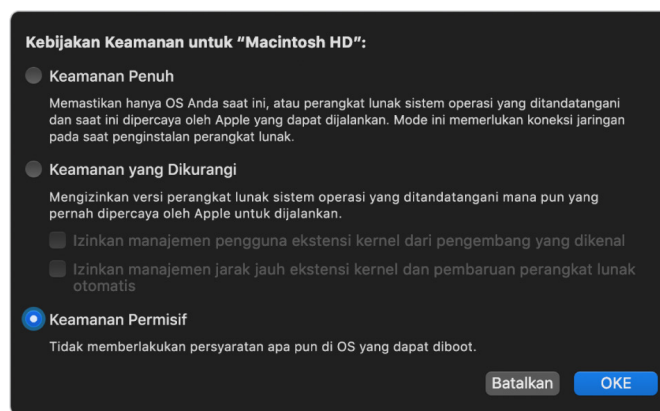 Kebijakan Keamanan untuk “Macintosh HD”:
Keamanan Penuh
Memastikan hanya OS Anda saat ini, atau perangkat lunak sistem operasi yang ditandatangani
dan saat ini dipercaya oleh Apple yang dapat dijalankan. Mode ini memerlukan koneksi jaringan
pada saat penginstalan perangkat lunak.
Keamanan yang Dikurangi
Mengizinkan versi perangkat lunak sistem operasi yang ditandatangani mana pun yang
pernah dipercaya oleh Apple untuk dijalankan.
Izinkan manajemen pengguna ekstensi kernel dari pengembang yang dikenal
Izinkan manajemen jarak jauh ekstensi kernel dan pembaruan perangkat lunak
otomatis
Keamanan Permisif
Tidak memberlakukan persyaratan apa pun di OS yang dapat diboot.
Batalkan OKE